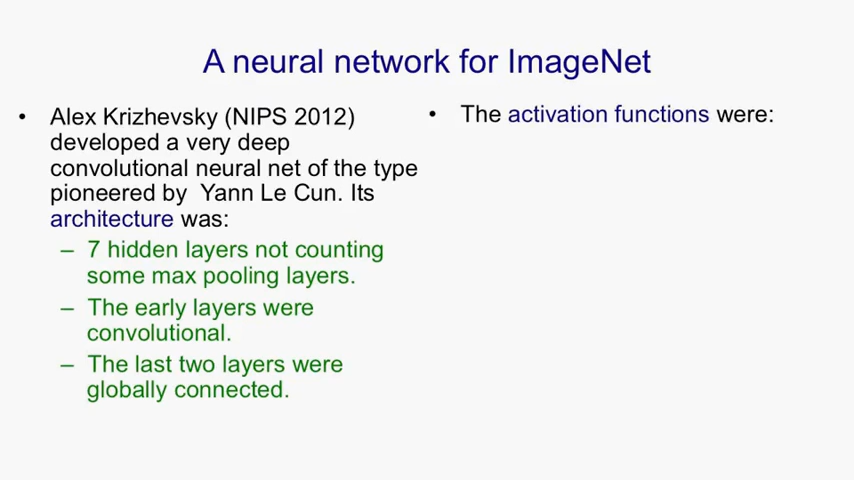 A neural network for ImageNet
• Alex Krizhevsky (NIPS 2012)
developed a very deep
convolutional neural net of the type
pioneered by Yann Le Cun. Its
architecture was:
– 7 hidden layers not counting
some max pooling layers.
– The early layers were
convolutional.
– The last two layers were
globally connected.
• The activation functions were: